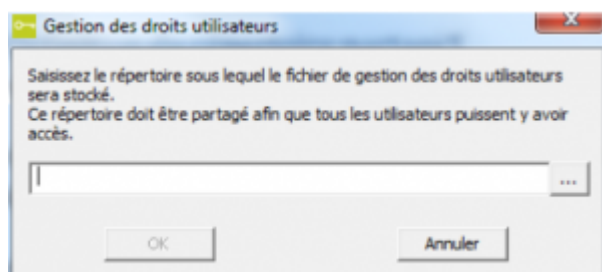 Gestion des droits utilisateurs
Saisissez le répertoire sous lequel le fichier de gestion des droits utilisateurs
sera stocké.
Ce répertoire doit être partagé afin que tous les utilisateurs puissent y avoir
accès.
...
OK
Annuler